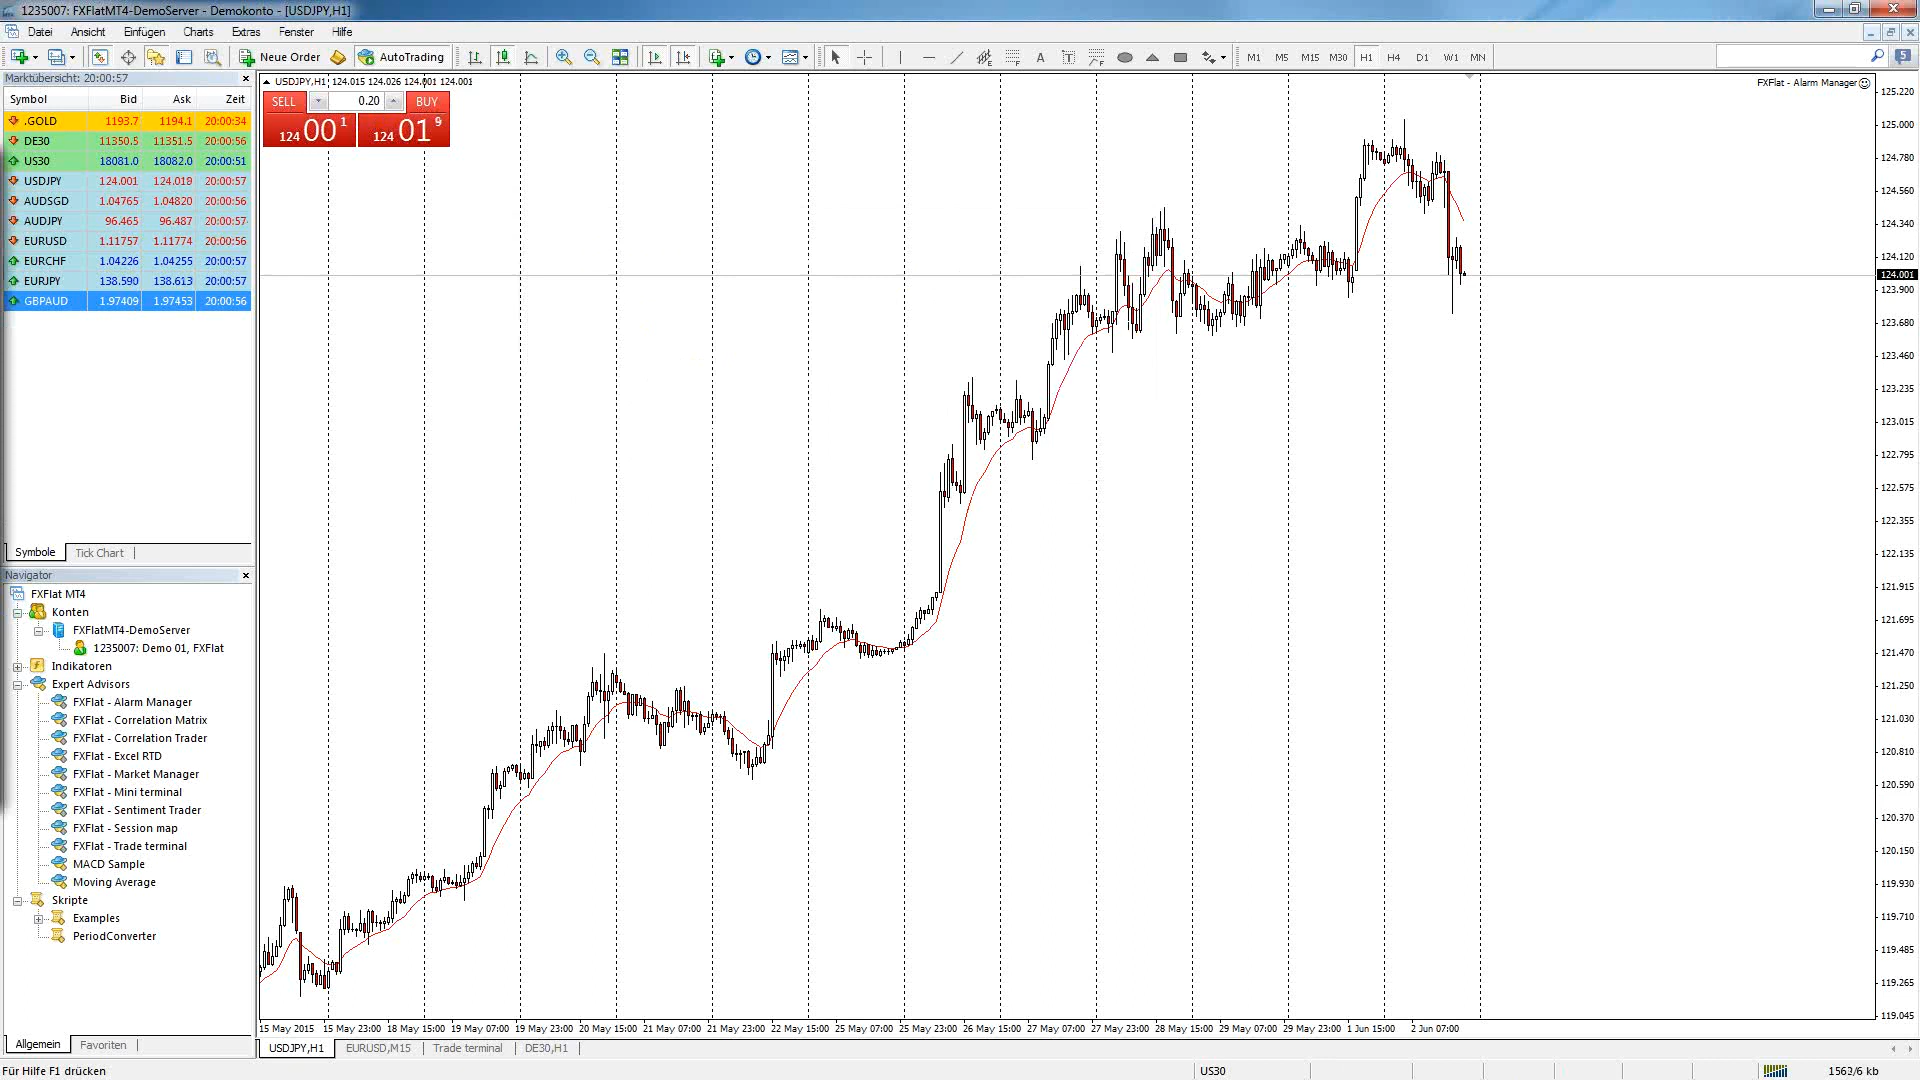 1235007: FXFlatMT4-DemoServer - Demokonto - [USDJPY,H1]
Datei Ansicht Einfügen Charts Extras Fenster Hilfe
Neue Order AutoTrading A T F F M1 M5 M15 M30 H1 H4 D1 W1 MN 5
Marktübersicht: 20:00:57
Symbol Bid Ask Zeit
.GOLD 1193.7 1194.1 20:00:34
DE30 11350.5 11351.5 20:00:56
US30 18081.0 18082.0 20:00:51
USDJPY 124.001 124.019 20:00:57
AUDSGD 1.04765 1.04820 20:00:56
AUDJPY 96.465 96.487 20:00:57
EURUSD 1.11757 1.11774 20:00:56
EURCHF 1.04226 1.04255 20:00:57
EURJPY 138.590 138.613 20:00:57
GBPAUD 1.97409 1.97453 20:00:56
Symbole Tick Chart
Navigator
FXFlat MT4
Konten
FXFlatMT4-DemoServer
1235007: Demo 01, FXFlat
Indikatoren
Expert Advisors
FXFlat - Alarm Manager
FXFlat - Correlation Matrix
FXFlat - Correlation Trader
FXFlat - Excel RTD
FXFlat - Market Manager
FXFlat - Mini terminal
FXFlat - Sentiment Trader
FXFlat - Session map
FXFlat - Trade terminal
MACD Sample
Moving Average
Skripte
Examples
PeriodConverter
Allgemein Favoriten
USDJPY,H1 124.015 124.026 124.001 124.001
SELL 0.20 BUY
124 00 1 124 01 9
FXFlat - Alarm Manager
125.220
125.000
124.780
124.560
124.340
124.120
124.001
123.900
123.680
123.460
123.235
123.015
122.795
122.575
122.355
122.135
121.915
121.695
121.470
121.250
121.030
120.810
120.590
120.370
120.150
119.930
119.710
119.485
119.265
119.045
15 May 2015 15 May 23:00 18 May 15:00 19 May 07:00 19 May 23:00 20 May 15:00 21 May 07:00 21 May 23:00 22 May 15:00 25 May 07:00 25 May 23:00 26 May 15:00 27 May 07:00 27 May 23:00 28 May 15:00 29 May 07:00 29 May 23:00 1 Jun 15:00 2 Jun 07:00
USDJPY,H1 EURUSD,M15 Trade terminal DE30,H1
Für Hilfe F1 drücken US30